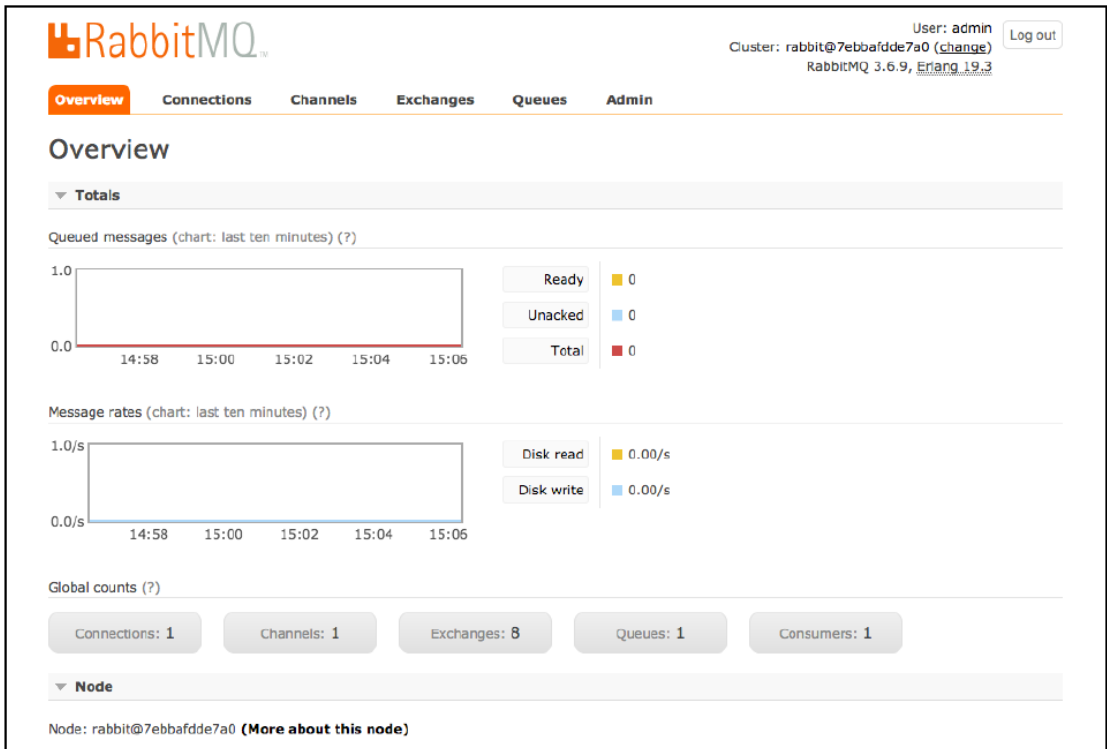 RabbitMQ™
User: admin
Log out
Cluster: rabbit@7ebbafdde7a0 (change)
RabbitMQ 3.6.9, Erlang 19.3
Overview Connections Channels Exchanges Queues Admin
Overview
Totals
Queued messages (chart: last ten minutes) (?)
1.0
0.0
14:58 15:00 15:02 15:04 15:06
Ready 0
Unacked 0
Total 0
Message rates (chart: last ten minutes) (?)
1.0/s
0.0/s
14:58 15:00 15:02 15:04 15:06
Disk read 0.00/s
Disk write 0.00/s
Global counts (?)
Connections: 1 Channels: 1 Exchanges: 8 Queues: 1 Consumers: 1
Node
Node: rabbit@7ebbafdde7a0 (More about this node)